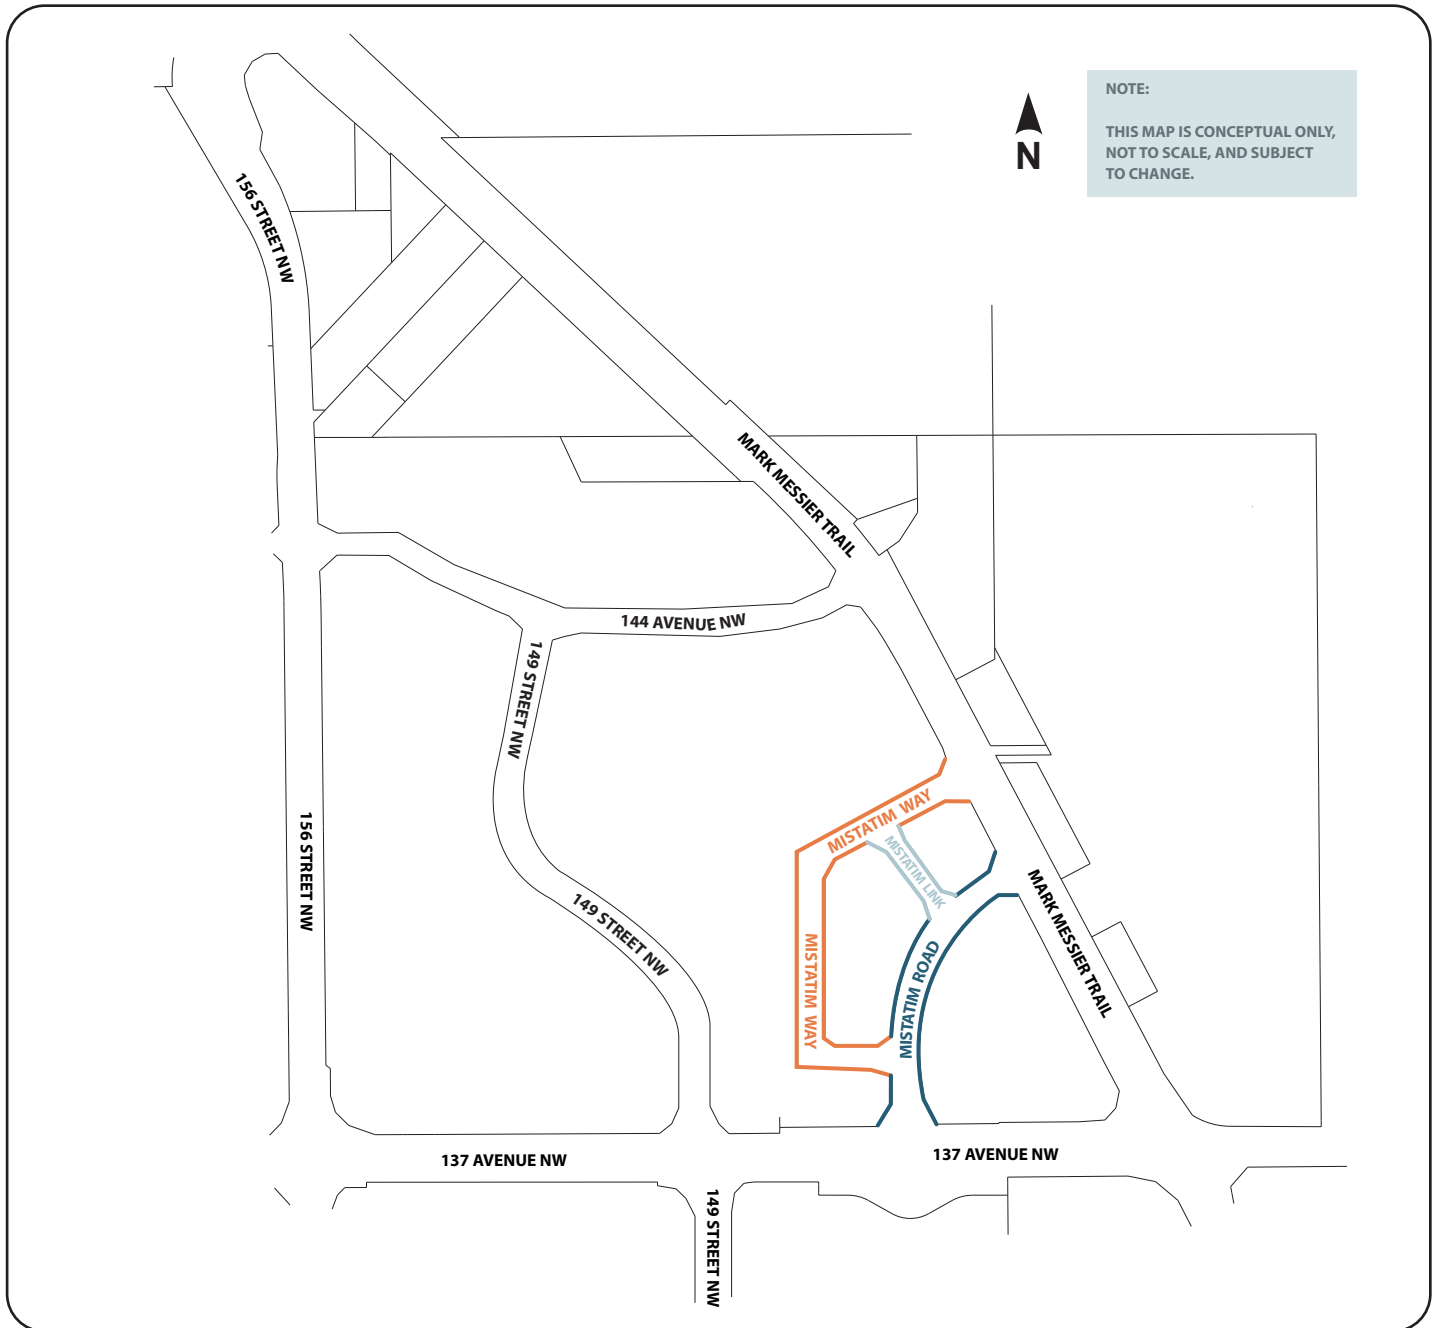 NOTE:
THIS MAP IS CONCEPTUAL ONLY,
NOT TO SCALE, AND SUBJECT
TO CHANGE.
N
156 STREET NW
MARK MESSIER TRAIL
144 AVENUE NW
149 STREET NW
MISTATIM WAY
MISTATIM LINK
156 STREET NW
149 STREET NW
MARK MESSIER TRAIL
MISTATIM WAY
MISTATIM ROAD
137 AVENUE NW
137 AVENUE NW
149 STREET NW